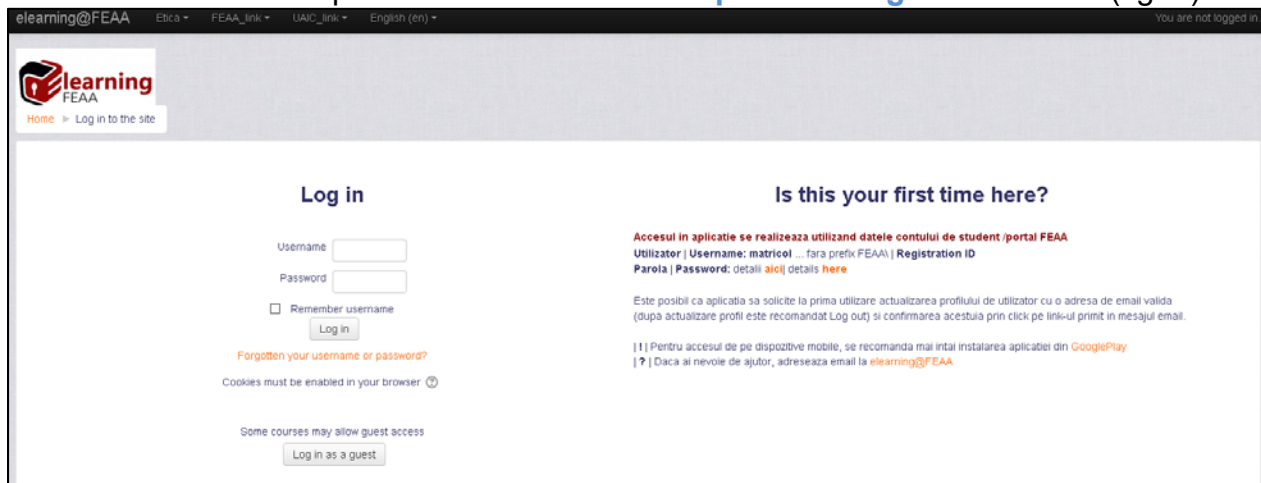 elearning@FEAA Etica FEAA_link UAIC_link English (en) You are not logged in.
elearning
FEAA
Home Log in to the site
Log in
Username
Password
Remember username
Log in
Forgotten your username or password?
Cookies must be enabled in your browser
Some courses may allow guest access
Log in as a guest
Is this your first time here?
Accesul in aplicatie se realizeaza utilizand datele contului de student /portal FEAA
Utilizator | Username: matricol ... fara prefix FEAA\ | Registration ID
Parola | Password: detalii aici| details here
Este posibil ca aplicatia sa solicite la prima utilizare actualizarea profilului de utilizator cu o adresa de email valida
(dupa actualizare profil este recomandat Log out) si confirmarea acestuia prin click pe link-ul primit in mesajul email.
| ! | Pentru accesul de pe dispozitive mobile, se recomanda mai intai instalarea aplicatiei din GooglePlay
| ? | Daca ai nevoie de ajutor, adreseaza email la elearning@FEAA